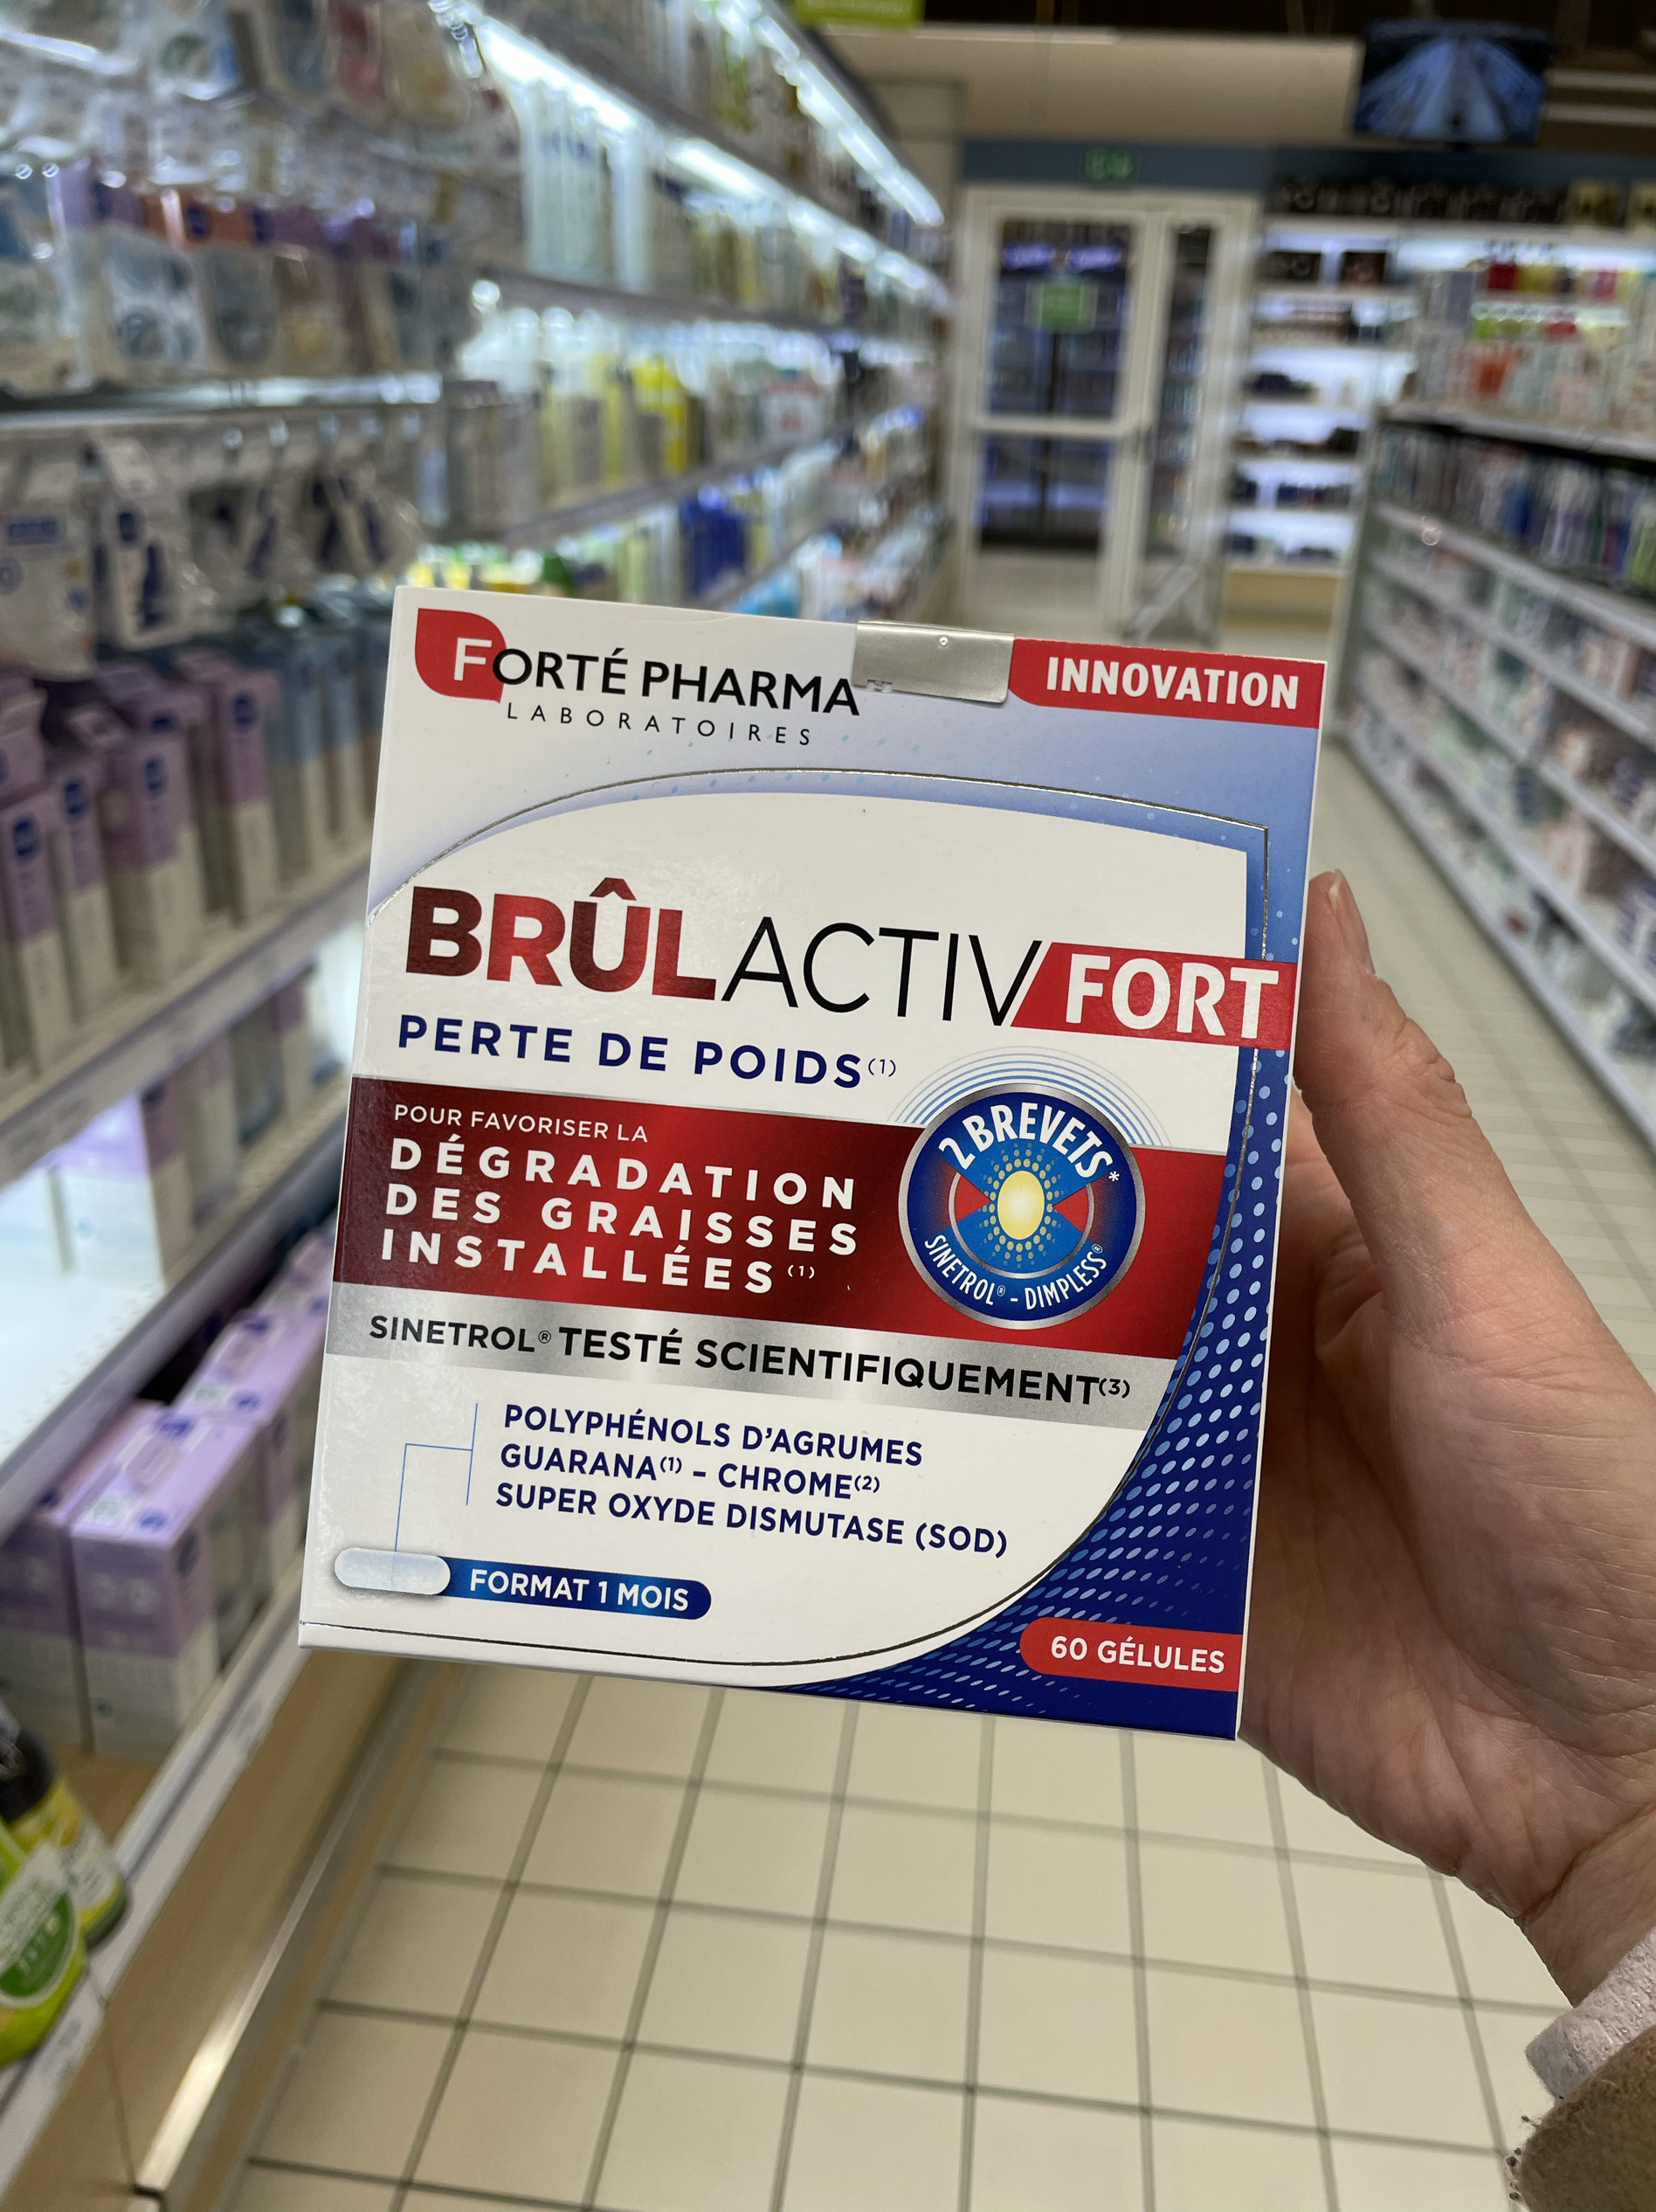 FORTÉ PHARMA
LABORATOIRES
INNOVATION
BRÛLACTIV/FORT
PERTE DE POIDS(1)
POUR FAVORISER LA
DÉGRADATION
DES GRAISSES
INSTALLÉES (1)
2 BREVETS*
SINETROL® - DIMPLESS®
SINETROL® TESTÉ SCIENTIFIQUEMENT(3)
POLYPHÉNOLS D'AGRUMES
GUARANA(1) – CHROME(2)
SUPER OXYDE DISMUTASE (SOD)
FORMAT 1 MOIS
60 GÉLULES